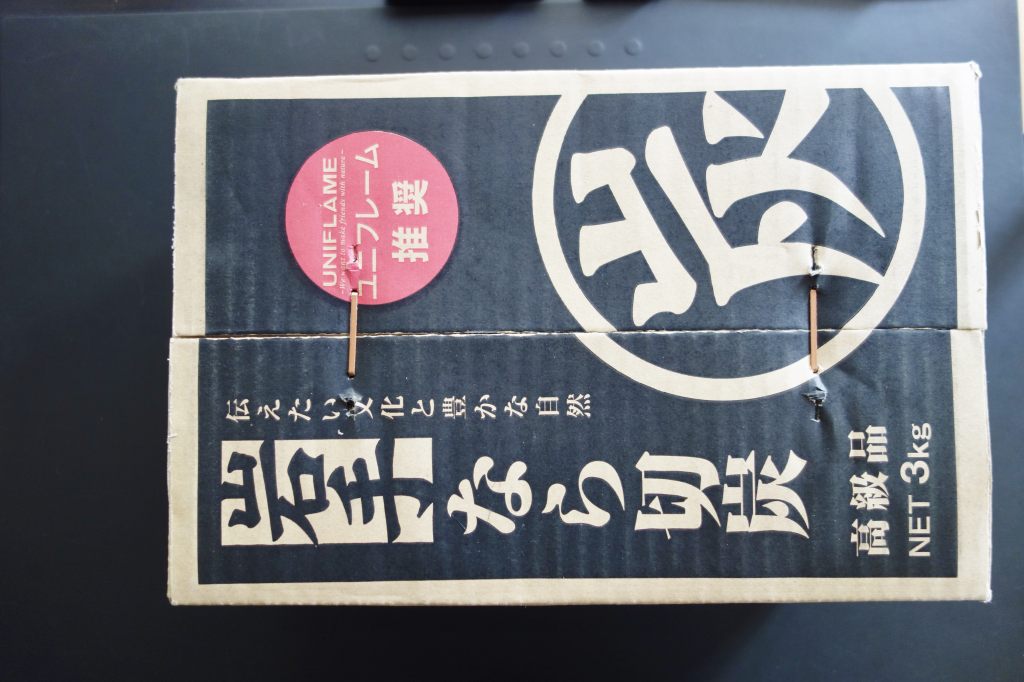 炭
UNIFLAME
-We want to make friends with nature-
ユニフレーム
推奨
伝えたい文化と豊かな自然
岩手なら切炭
高級品
NET 3kg